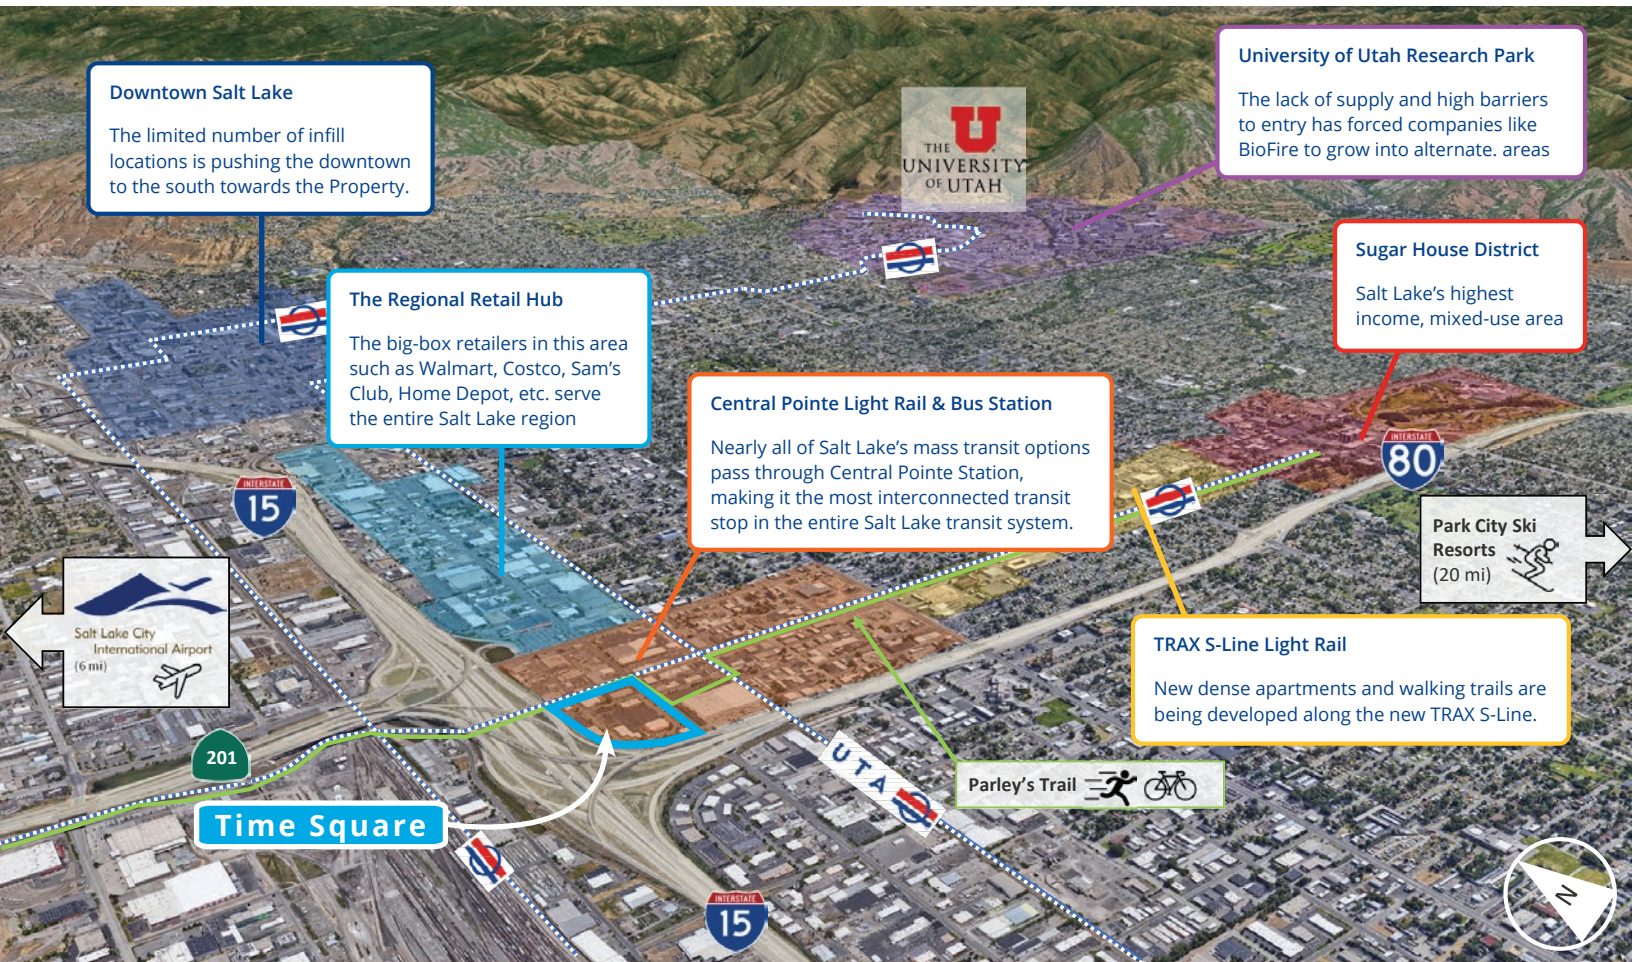 Downtown Salt Lake
The limited number of infill
locations is pushing the downtown
to the south towards the Property.
THE
UNIVERSITY
OF UTAH
University of Utah Research Park
The lack of supply and high barriers
to entry has forced companies like
BioFire to grow into alternate. areas
Sugar House District
Salt Lake’s highest
income, mixed-use area
The Regional Retail Hub
The big-box retailers in this area
such as Walmart, Costco, Sam’s
Club, Home Depot, etc. serve
the entire Salt Lake region
Central Pointe Light Rail & Bus Station
Nearly all of Salt Lake’s mass transit options
pass through Central Pointe Station,
making it the most interconnected transit
stop in the entire Salt Lake transit system.
INTERSTATE
80
INTERSTATE
15
Park City Ski
Resorts
(20 mi)
Salt Lake City
International Airport
(6 mi)
TRAX S-Line Light Rail
New dense apartments and walking trails are
being developed along the new TRAX S-Line.
201
UTA
Parley’s Trail
Time Square
INTERSTATE
15
N